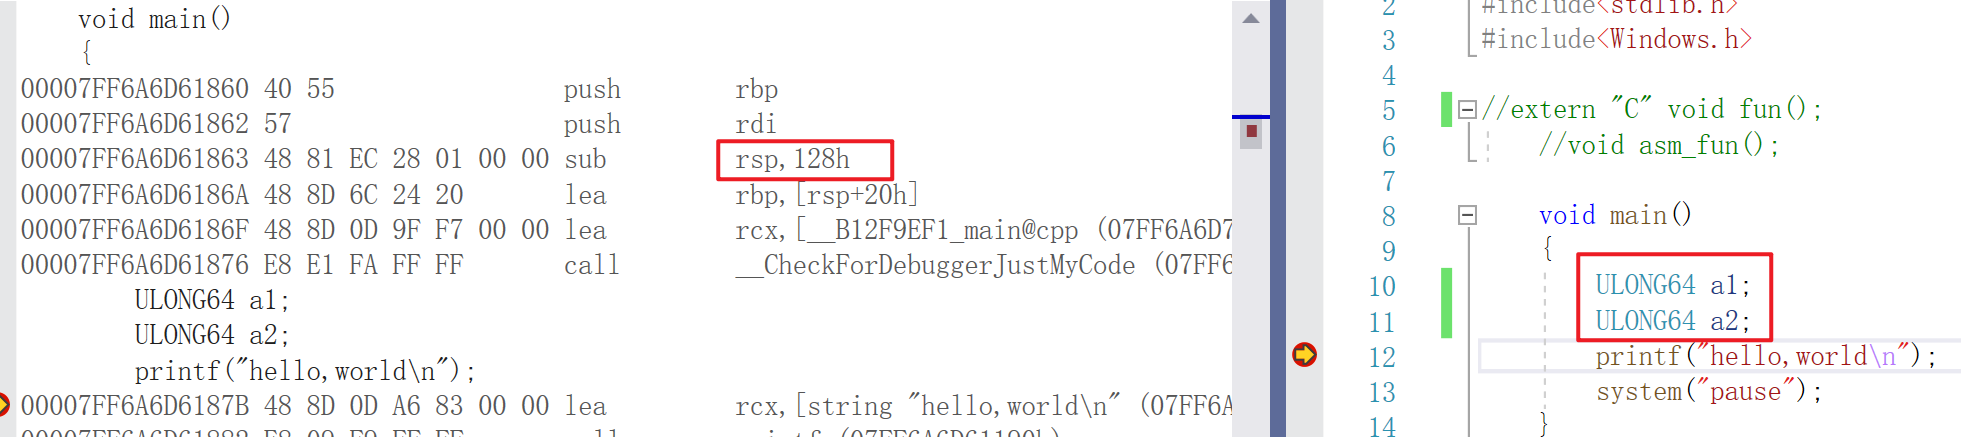 void main()
{
00007FF6A6D61860 40 55 push rbp
00007FF6A6D61862 57 push rdi
00007FF6A6D61863 48 81 EC 28 01 00 00 sub rsp,128h
00007FF6A6D6186A 48 8D 6C 24 20 lea rbp,[rsp+20h]
00007FF6A6D6186F 48 8D 0D 9F F7 00 00 lea rcx,[__B12F9EF1_main@cpp (07FF6A6D7
00007FF6A6D61876 E8 E1 FA FF FF call __CheckForDebuggerJustMyCode (07FF6
ULONG64 a1;
ULONG64 a2;
printf("hello,world\n");
00007FF6A6D6187B 48 8D 0D A6 83 00 00 lea rcx,[string "hello,world\n" (07FF6A
2 #include<stdlib.h>
3 #include<Windows.h>
4
5 //extern "C" void fun();
6 //void asm_fun();
7
8 void main()
9 {
10 ULONG64 a1;
11 ULONG64 a2;
12 printf("hello,world\n");
13 system("pause");
14 }